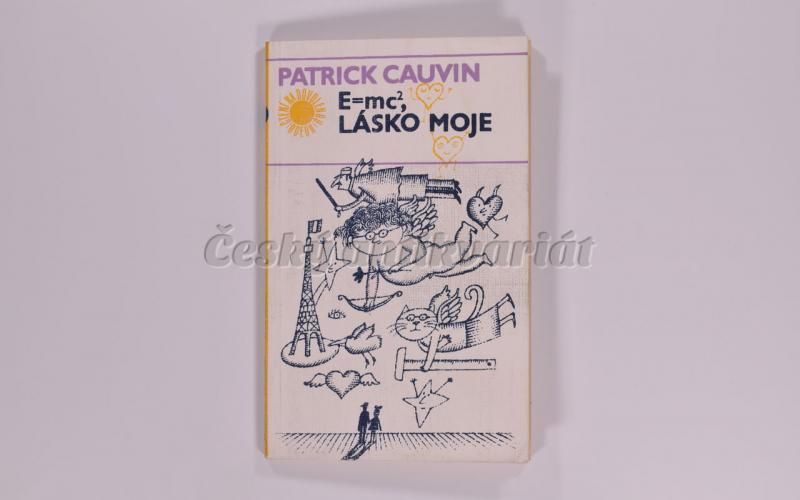 PATRICK CAUVIN
E=mc²,
LÁSKO MOJE
Český antikvariát